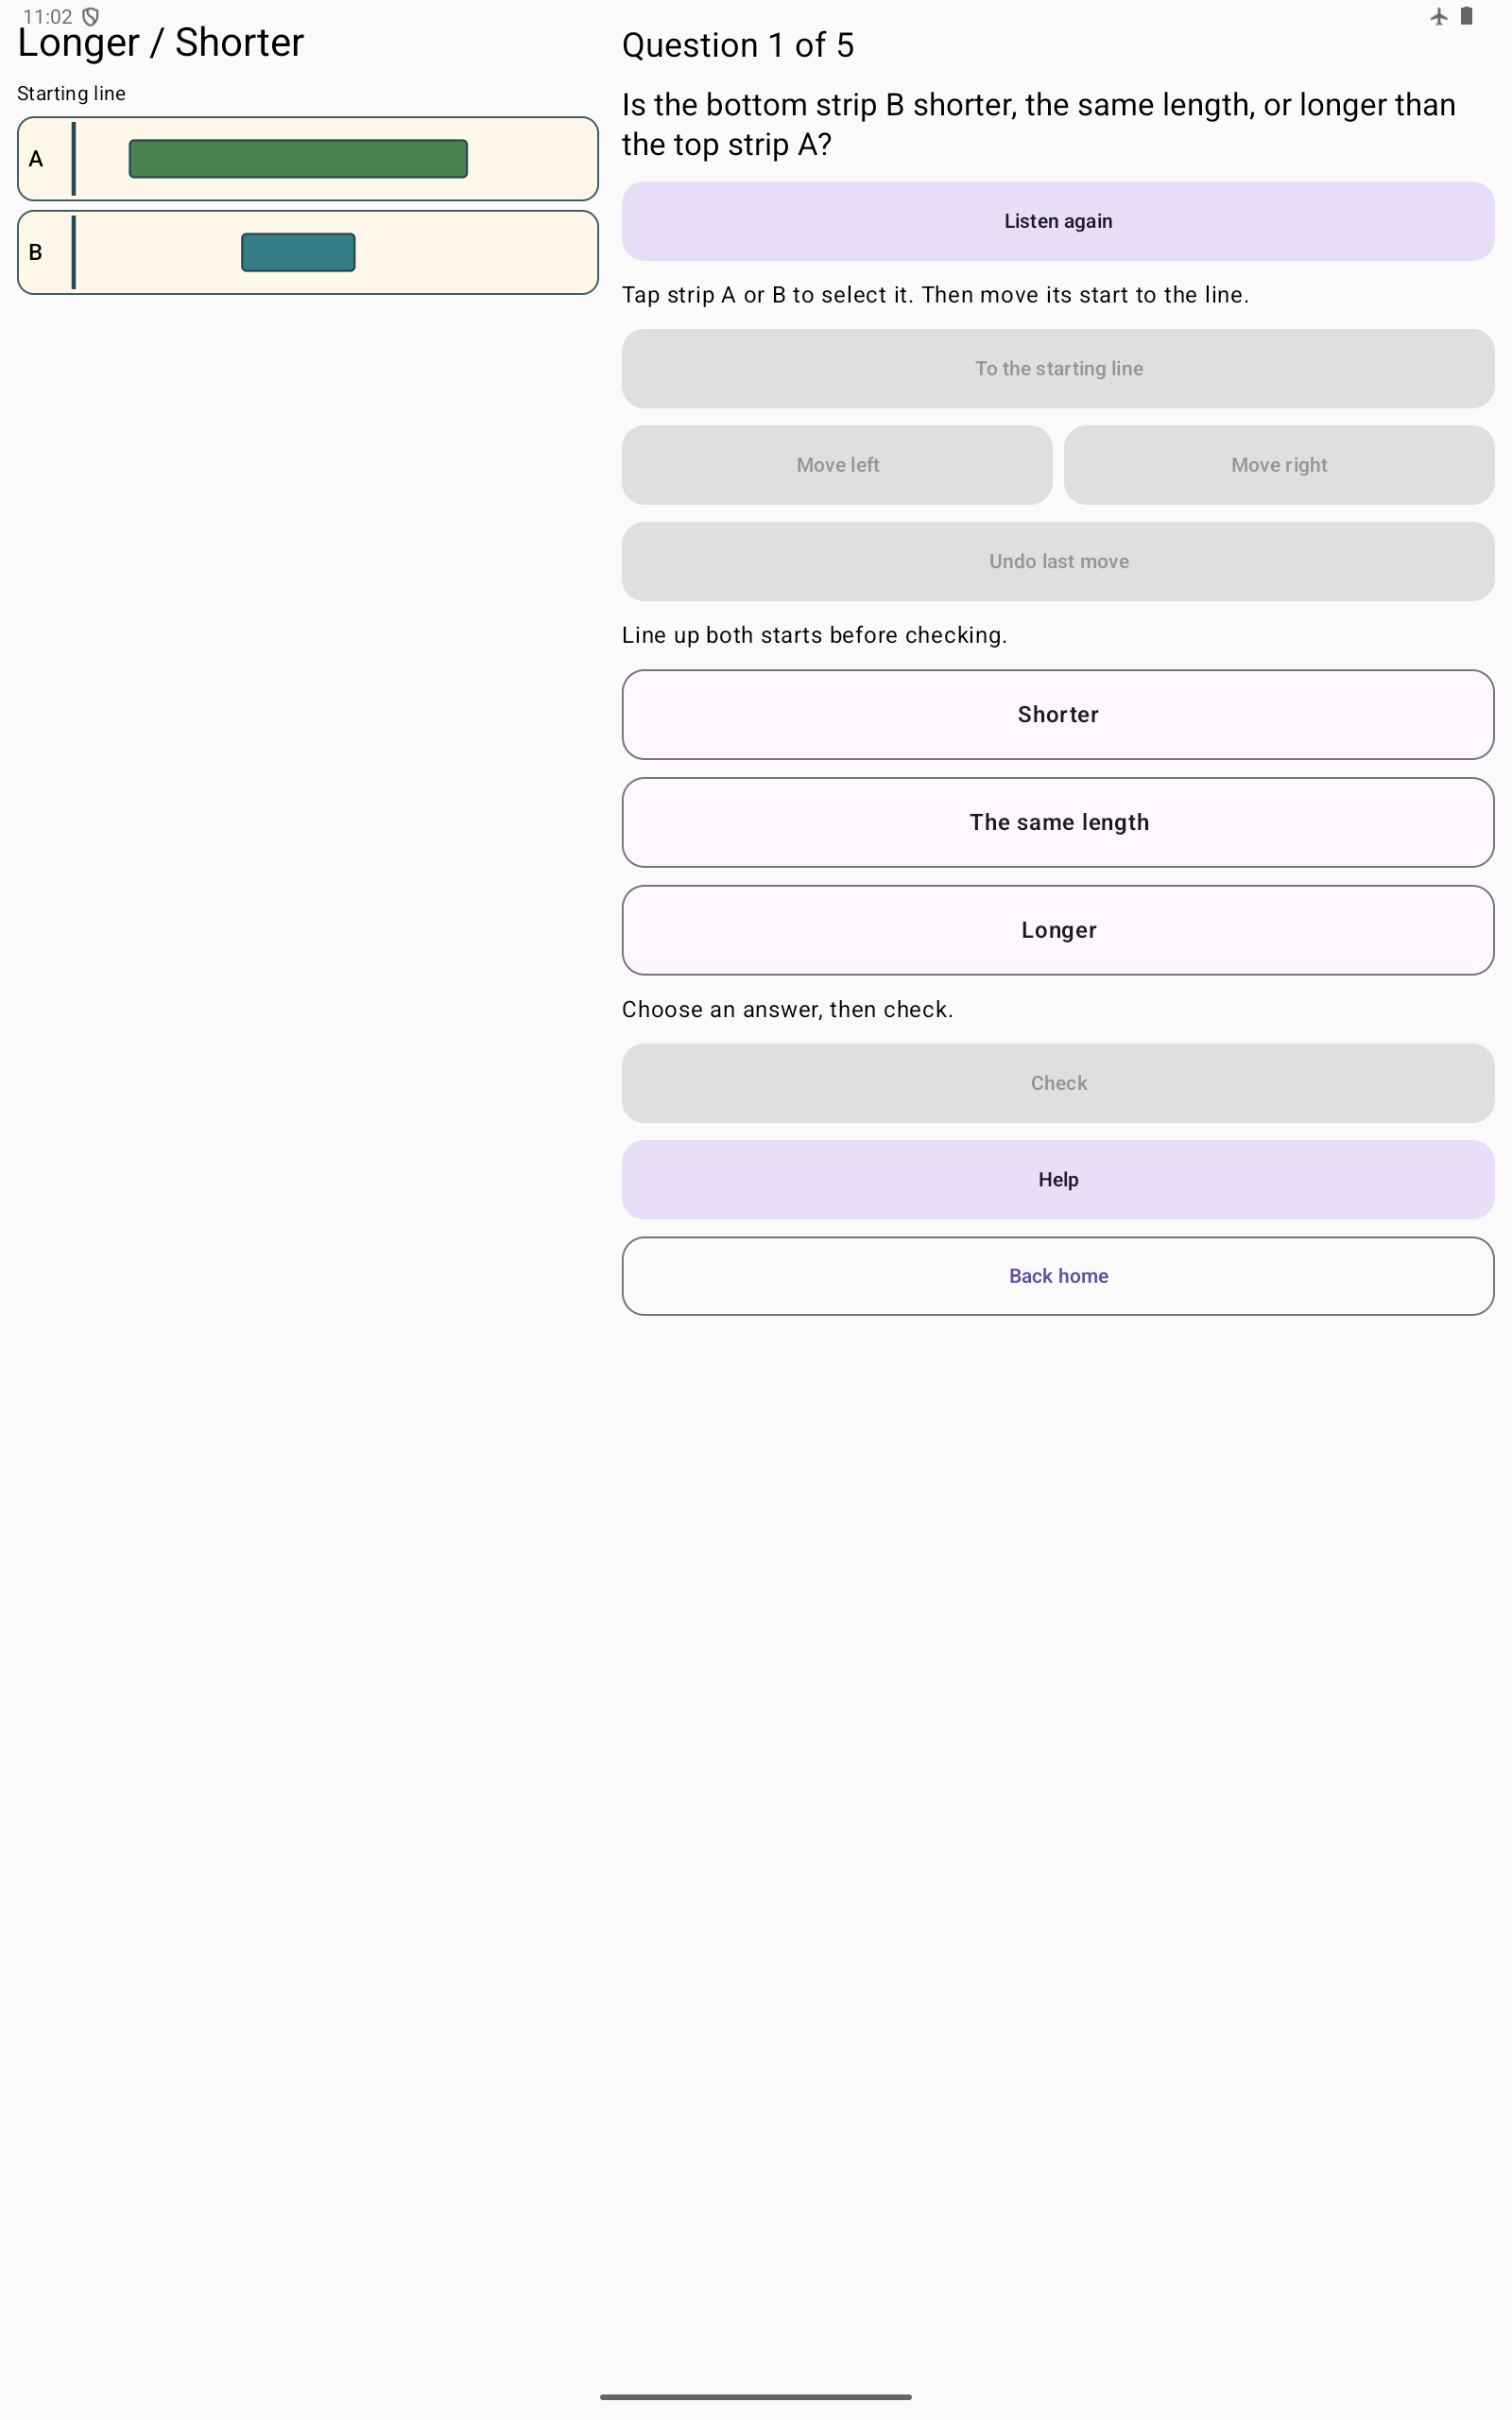 11:02
Longer / Shorter
Starting line
A
B
Question 1 of 5
Is the bottom strip B shorter, the same length, or longer than
the top strip A?
Listen again
Tap strip A or B to select it. Then move its start to the line.
To the starting line
Move left
Move right
Undo last move
Line up both starts before checking.
Shorter
The same length
Longer
Choose an answer, then check.
Check
Help
Back home